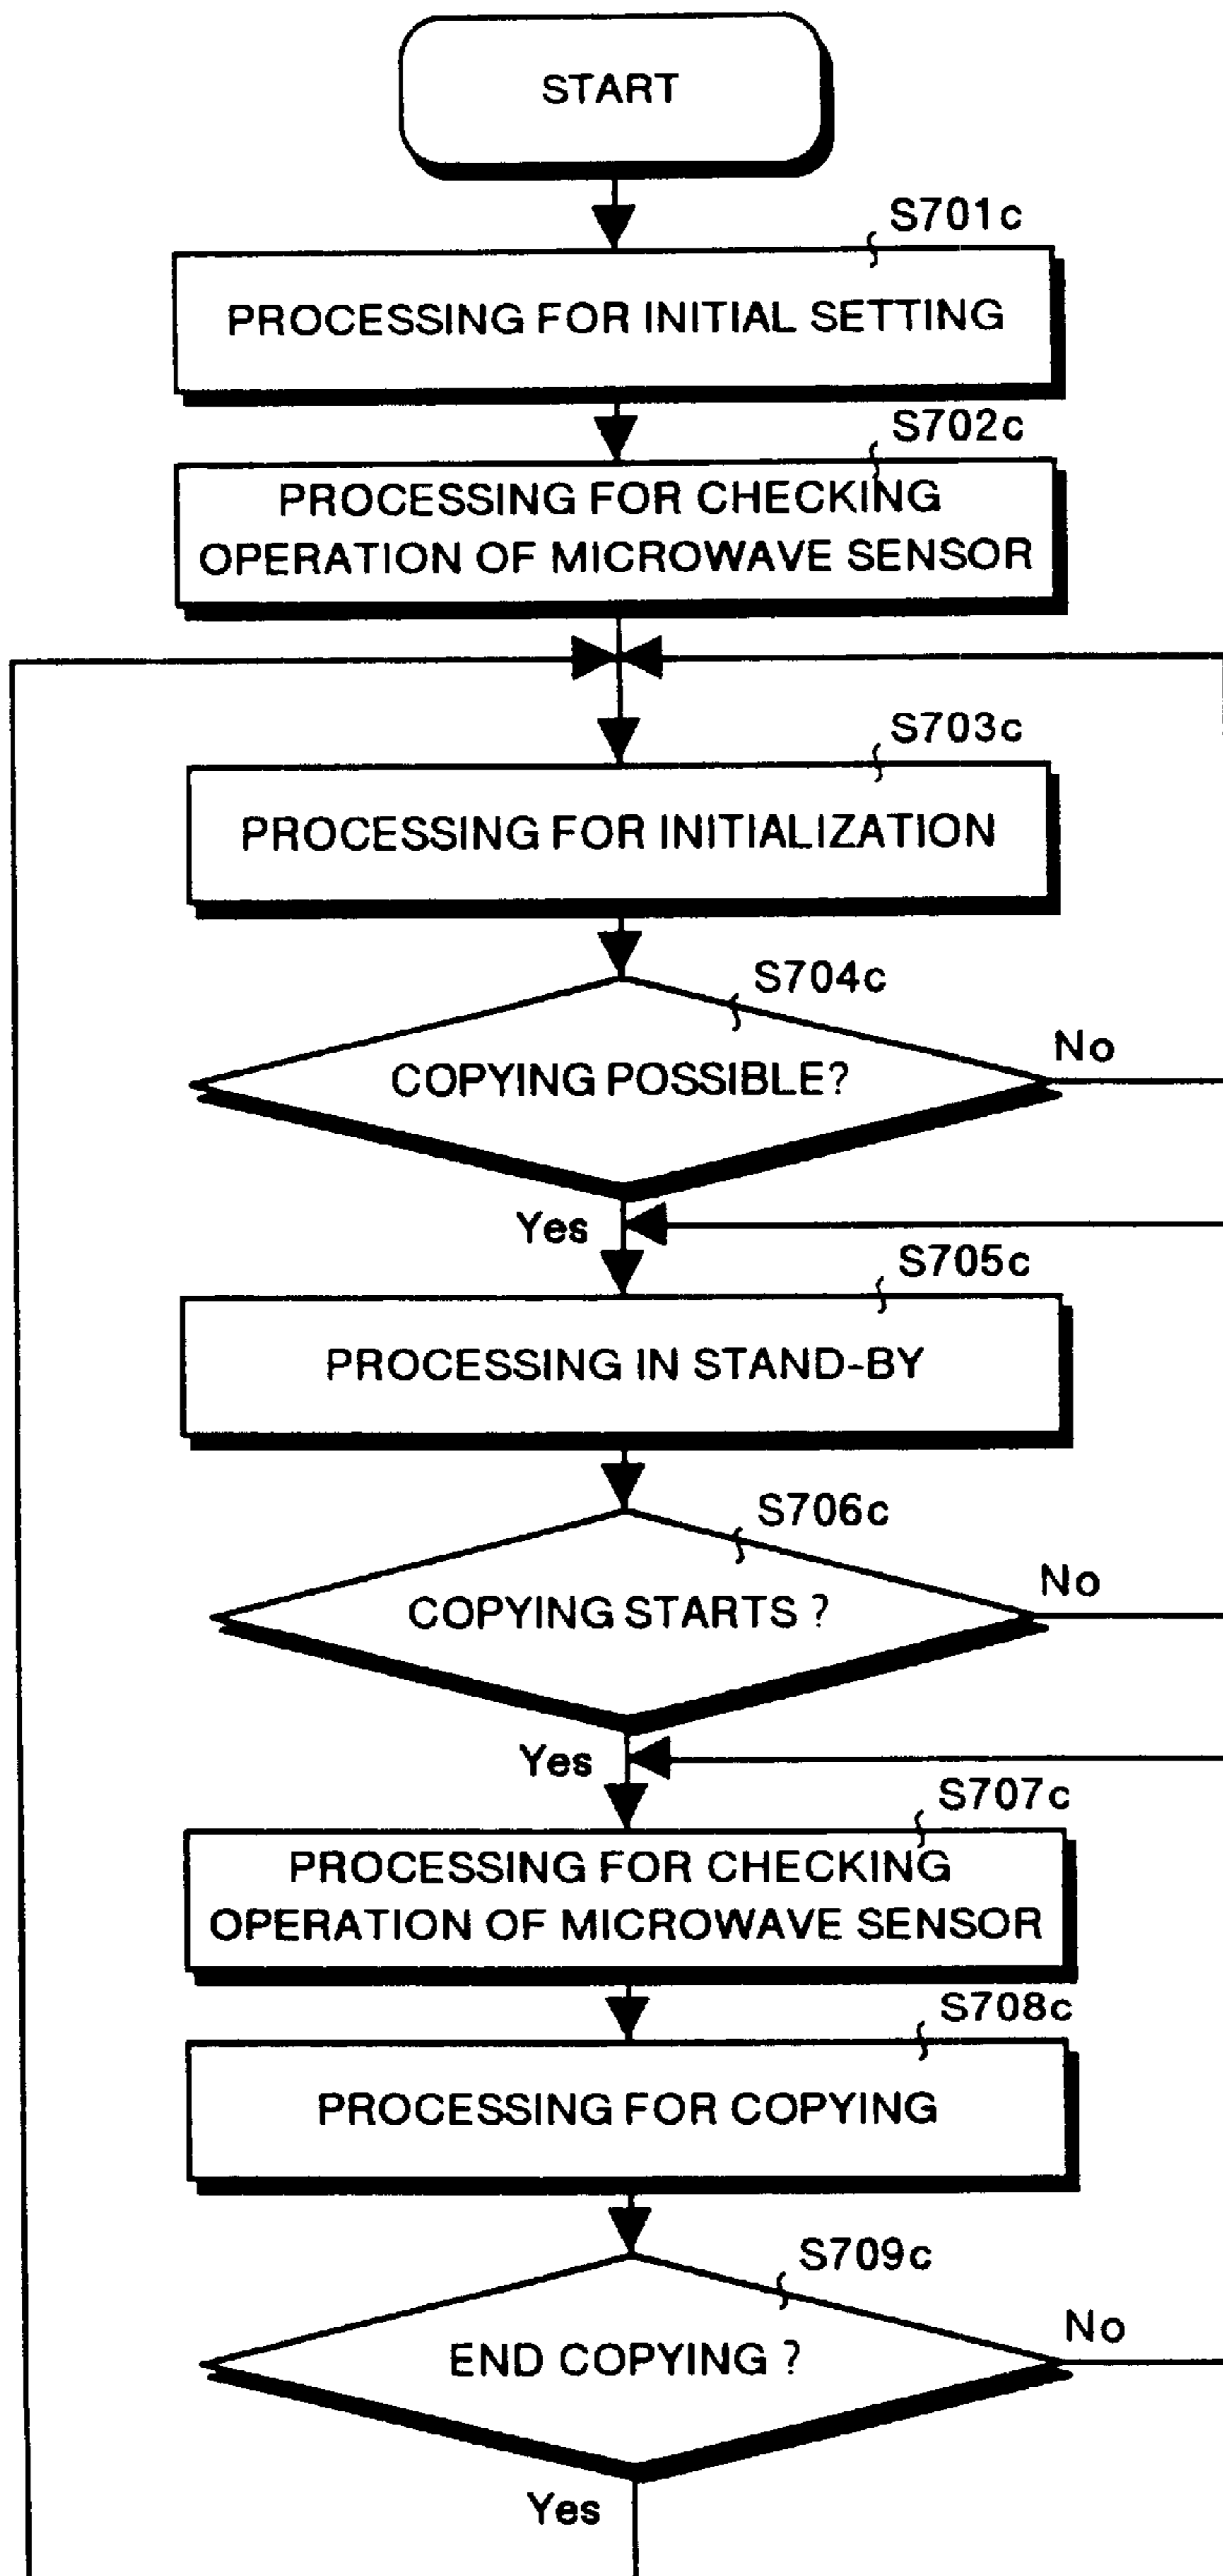 START
S701c
PROCESSING FOR INITIAL SETTING
S702c
PROCESSING FOR CHECKING
OPERATION OF MICROWAVE SENSOR
S703c
PROCESSING FOR INITIALIZATION
S704c
COPYING POSSIBLE?
No
Yes
S705c
PROCESSING IN STAND-BY
S706c
COPYING STARTS ?
No
Yes
S707c
PROCESSING FOR CHECKING
OPERATION OF MICROWAVE SENSOR
S708c
PROCESSING FOR COPYING
S709c
END COPYING ?
No
Yes